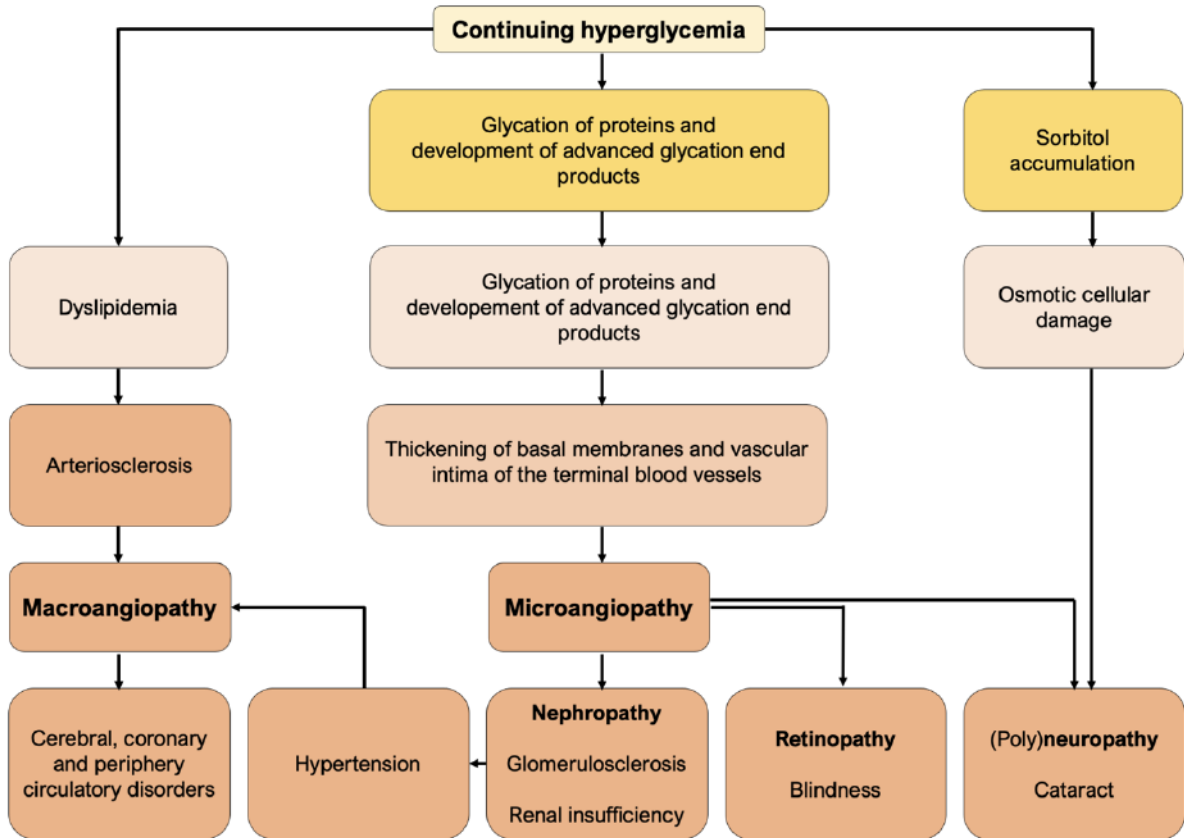 Continuing hyperglycemia
Glycation of proteins and
development of advanced glycation end
products
Sorbitol
accumulation
Dyslipidemia
Glycation of proteins and
developement of advanced glycation end
products
Osmotic cellular
damage
Arteriosclerosis
Thickening of basal membranes and vascular
intima of the terminal blood vessels
Macroangiopathy
Microangiopathy
Cerebral, coronary
and periphery
circulatory disorders
Hypertension
Nephropathy
Glomerulosclerosis
Renal insufficiency
Retinopathy
Blindness
(Poly)neuropathy
Cataract